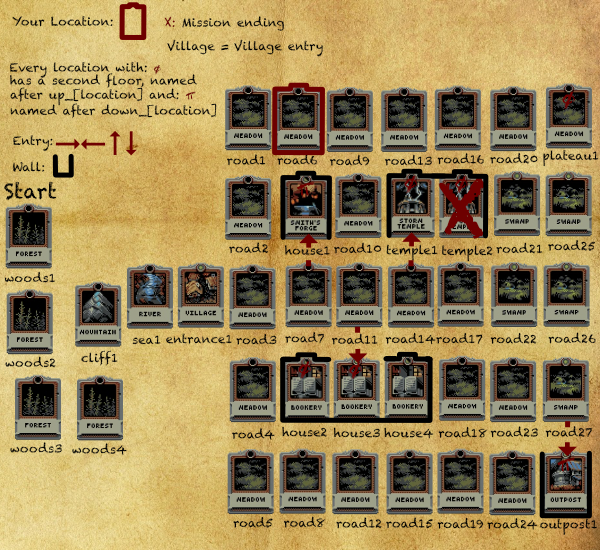 Your Location:
X: Mission ending
Village = Village entry
Every location with: ø
has a second floor, named
after up_[location] and: π
named after down_[location]
Entry: → ← ↑ ↓
Wall:
MEADOW MEADOW MEADOW MEADOW MEADOW MEADOW MEADOW
road1 road6 road9 road13 road16 road20 plateau1
Start
MEADOW SMITH'S FORGE MEADOW STORM TEMPLE SWAMP SWAMP
road2 house1 road10 temple1 temple2 road21 road25
FOREST
woods1
RIVER VILLAGE MEADOW MEADOW MEADOW MEADOW MEADOW SWAMP SWAMP
sea1 entrance1 road3 road7 road11 road14 road17 road22 road26
FOREST MOUNTAIN
woods2 cliff1
MEADOW BOOKERY BOOKERY BOOKERY MEADOW MEADOW SWAMP
road4 house2 house3 house4 road18 road23 road27
FOREST FOREST
woods3 woods4
MEADOW MEADOW MEADOW MEADOW MEADOW MEADOW OUTPOST
road5 road8 road12 road15 road19 road24 outpost1